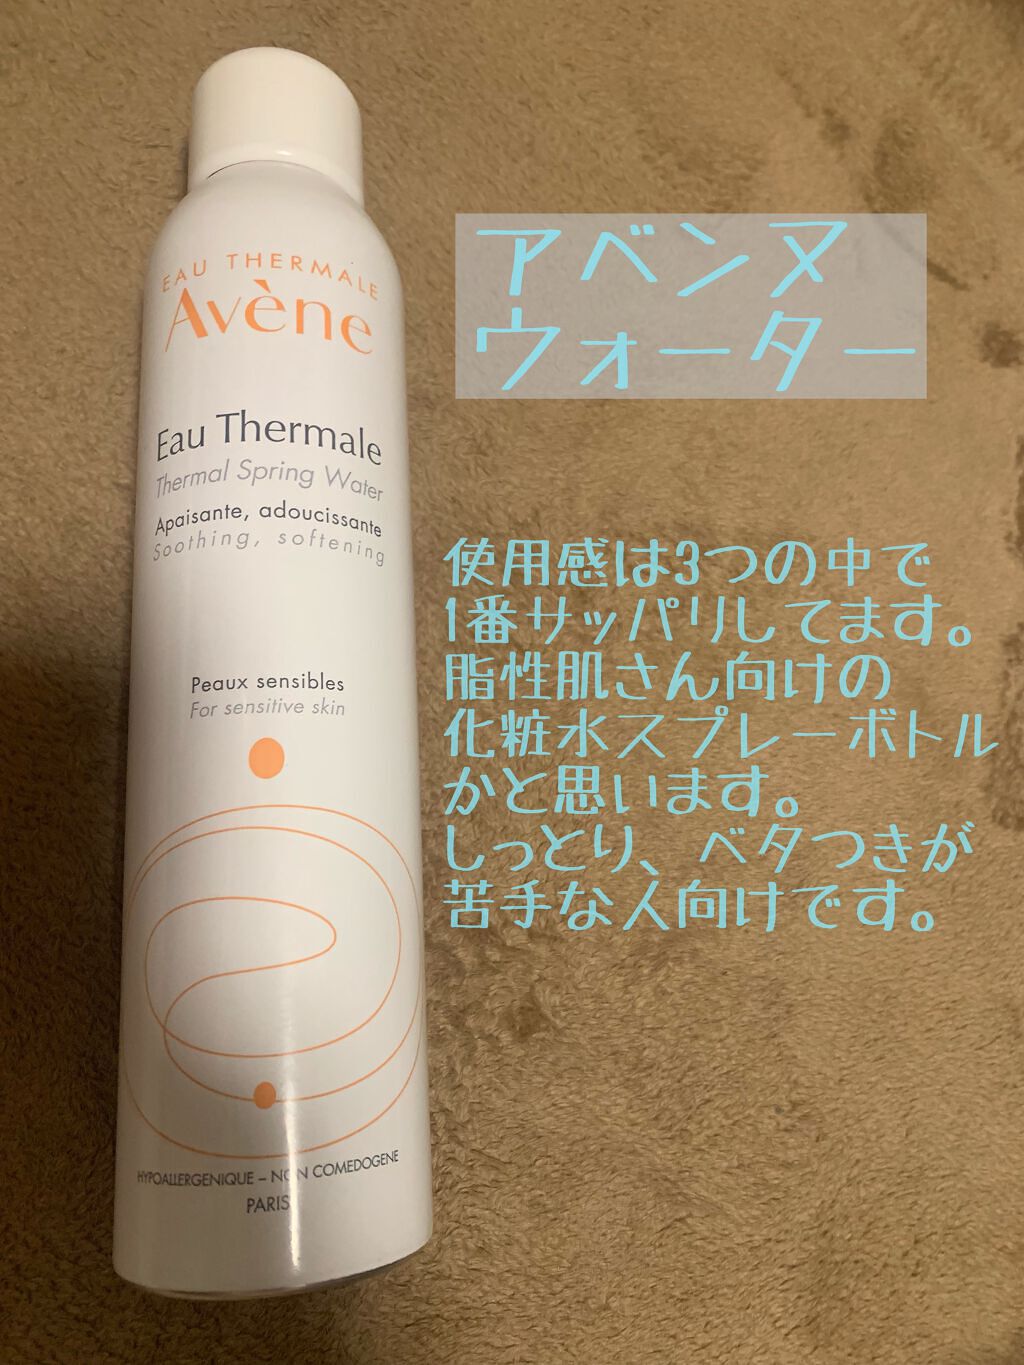 EAU THERMALE
Avène
Eau Thermale
Thermal Spring Water
Apaisante, adoucissante
Soothing, softening
Peaux sensibles
For sensitive skin
HYPOALLERGENIQUE – NON COMEDOGENE
PARIS
アベンヌ
ウォーター
使用感は3つの中で
1番サッパリしてます。
脂性肌さん向けの
化粧水スプレーボトル
かと思います。
しっとり、ベタつきが
苦手な人向けです。